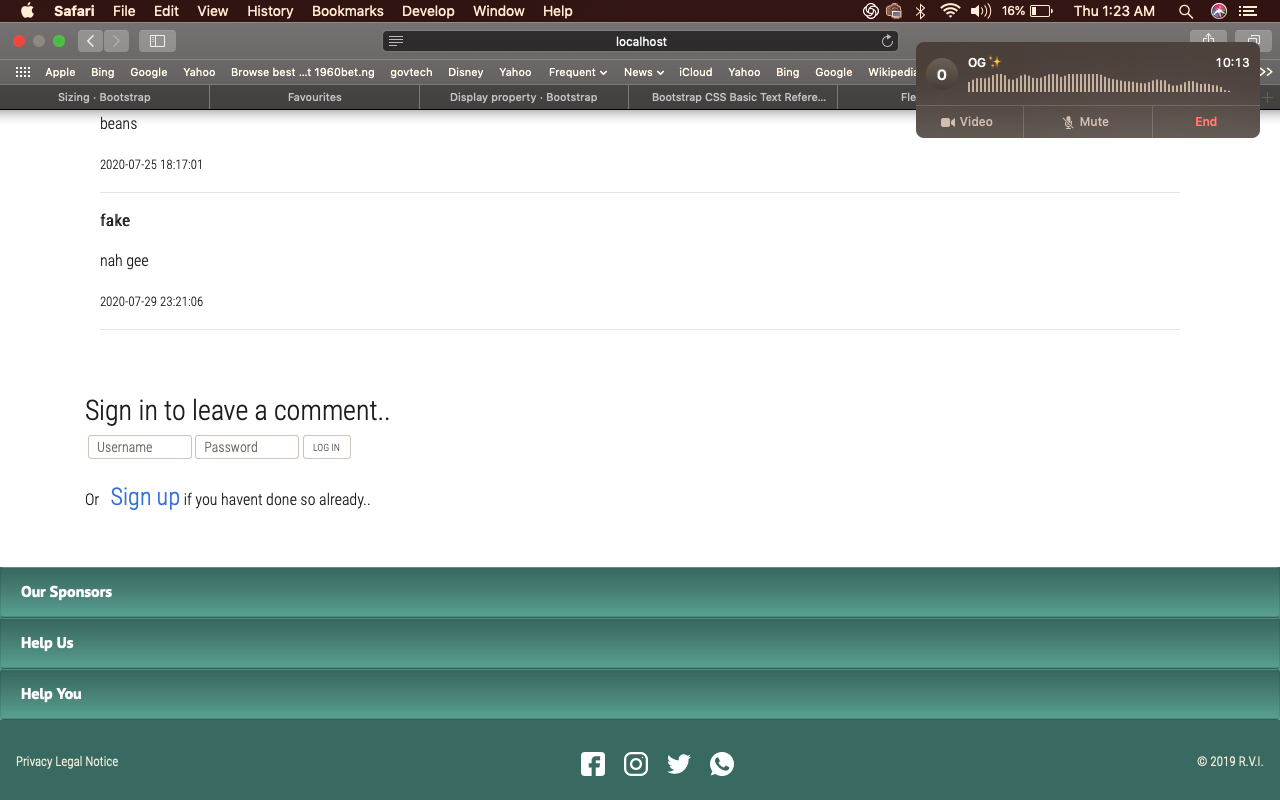 Safari File Edit View History Bookmarks Develop Window Help 16% Thu 1:23 AM
localhost
Apple Bing Google Yahoo Browse best ...t 1960bet.ng govtech Disney Yahoo Frequent News iCloud Yahoo Bing Google Wikipedia
Sizing · Bootstrap Favourites Display property · Bootstrap Bootstrap CSS Basic Text Refere... Fle
O OG✨ 10:13
Video Mute End
beans
2020-07-25 18:17:01
fake
nah gee
2020-07-29 23:21:06
Sign in to leave a comment..
Username Password LOG IN
Or Sign up if you havent done so already..
Our Sponsors
Help Us
Help You
Privacy Legal Notice © 2019 R.V.I.